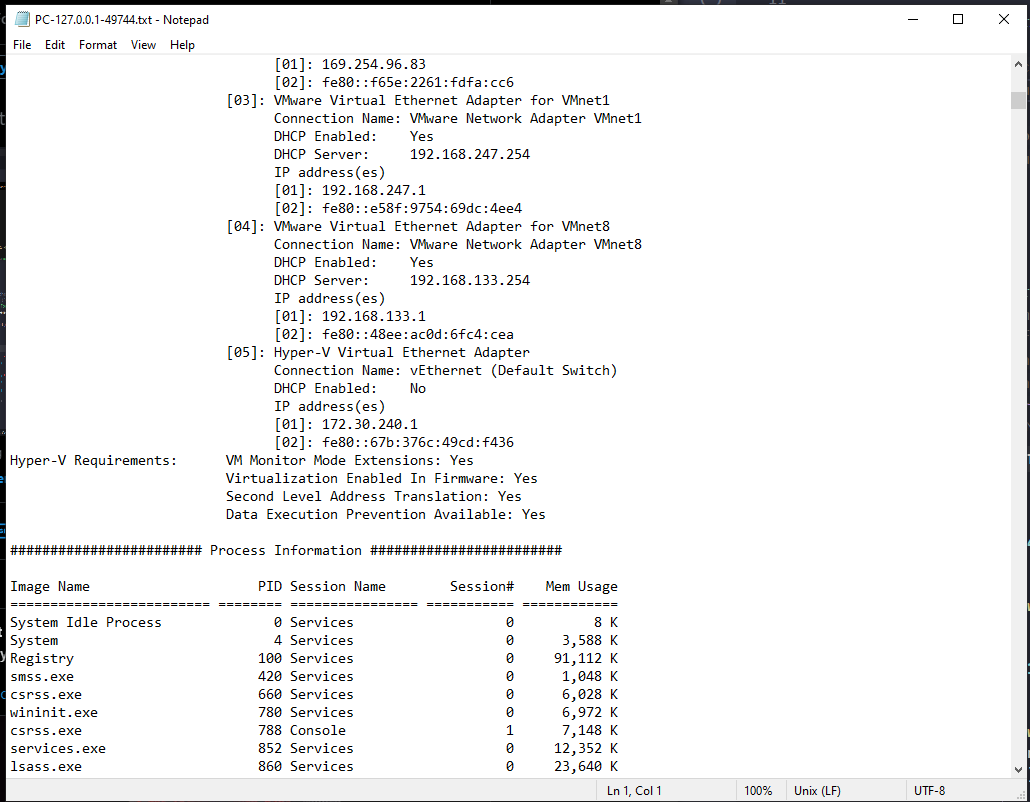 PC-127.0.0.1-49744.txt - Notepad
File Edit Format View Help
[01]: 169.254.96.83
[02]: fe80::f65e:2261:fdfa:cc6
[03]: VMware Virtual Ethernet Adapter for VMnet1
Connection Name: VMware Network Adapter VMnet1
DHCP Enabled: Yes
DHCP Server: 192.168.247.254
IP address(es)
[01]: 192.168.247.1
[02]: fe80::e58f:9754:69dc:4ee4
[04]: VMware Virtual Ethernet Adapter for VMnet8
Connection Name: VMware Network Adapter VMnet8
DHCP Enabled: Yes
DHCP Server: 192.168.133.254
IP address(es)
[01]: 192.168.133.1
[02]: fe80::48ee:ac0d:6fc4:cea
[05]: Hyper-V Virtual Ethernet Adapter
Connection Name: vEthernet (Default Switch)
DHCP Enabled: No
IP address(es)
[01]: 172.30.240.1
[02]: fe80::67b:376c:49cd:f436
Hyper-V Requirements: VM Monitor Mode Extensions: Yes
Virtualization Enabled In Firmware: Yes
Second Level Address Translation: Yes
Data Execution Prevention Available: Yes
######################## Process Information ########################
Image Name PID Session Name Session# Mem Usage
========================= ======== ================ =========== ============
System Idle Process 0 Services 0 8 K
System 4 Services 0 3,588 K
Registry 100 Services 0 91,112 K
smss.exe 420 Services 0 1,048 K
csrss.exe 660 Services 0 6,028 K
wininit.exe 780 Services 0 6,972 K
csrss.exe 788 Console 1 7,148 K
services.exe 852 Services 0 12,352 K
lsass.exe 860 Services 0 23,640 K
Ln 1, Col 1 100% Unix (LF) UTF-8